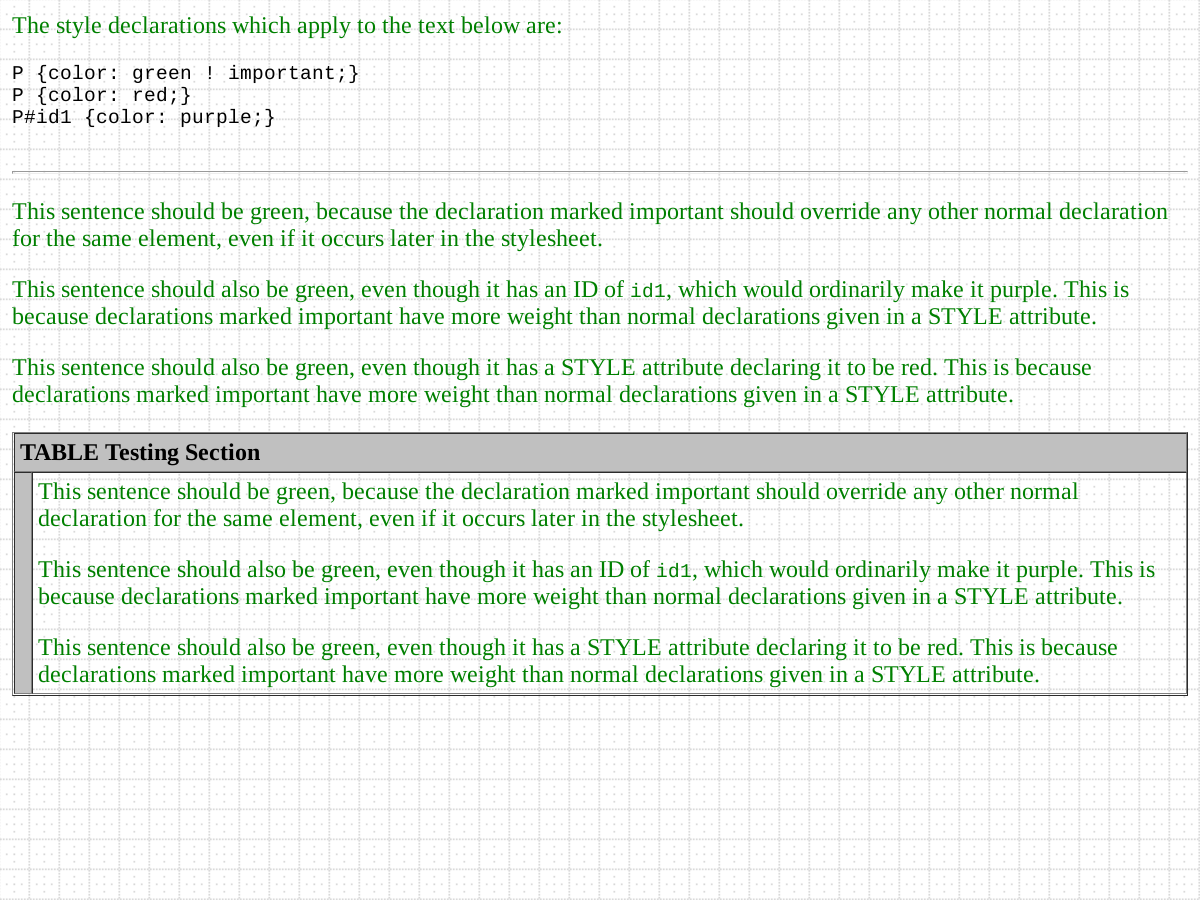 The style declarations which apply to the text below are:
P {color: green ! important;}
P {color: red;}
P#id1 {color: purple;}
This sentence should be green, because the declaration marked important should override any other normal declaration
for the same element, even if it occurs later in the stylesheet.
This sentence should also be green, even though it has an ID of id1, which would ordinarily make it purple. This is
because declarations marked important have more weight than normal declarations given in a STYLE attribute.
This sentence should also be green, even though it has a STYLE attribute declaring it to be red. This is because
declarations marked important have more weight than normal declarations given in a STYLE attribute.
TABLE Testing Section
This sentence should be green, because the declaration marked important should override any other normal
declaration for the same element, even if it occurs later in the stylesheet.
This sentence should also be green, even though it has an ID of id1, which would ordinarily make it purple. This is
because declarations marked important have more weight than normal declarations given in a STYLE attribute.
This sentence should also be green, even though it has a STYLE attribute declaring it to be red. This is because
declarations marked important have more weight than normal declarations given in a STYLE attribute.